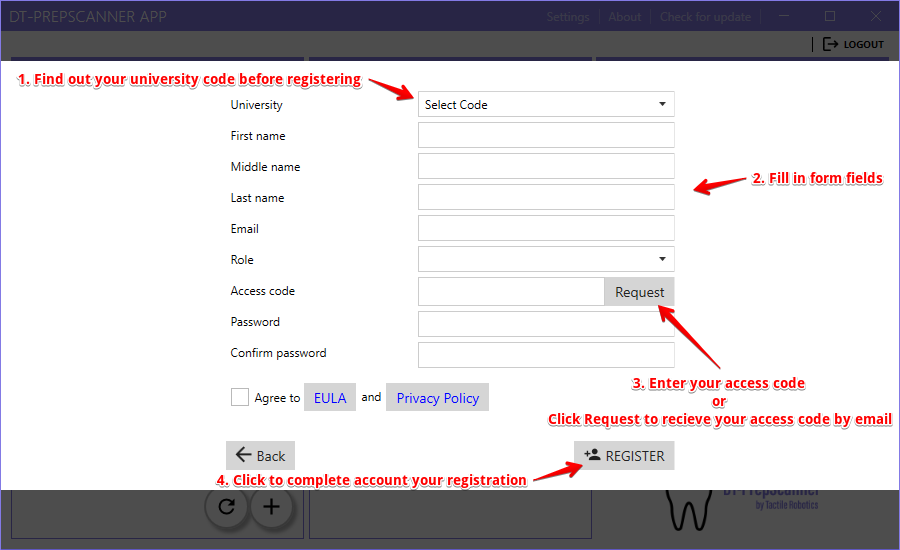 DT-PREPSCANNER APP
Settings
About
Check for update
LOGOUT
1. Find out your university code before registering
University
Select Code
First name
Middle name
2. Fill in form fields
Last name
Email
Role
Access code
Request
Password
Confirm password
3. Enter your access code
or
Click Request to recieve your access code by email
Agree to
EULA
and
Privacy Policy
Back
REGISTER
4. Click to complete account your registration
DT-PrepScanner
by Tactile Robotics